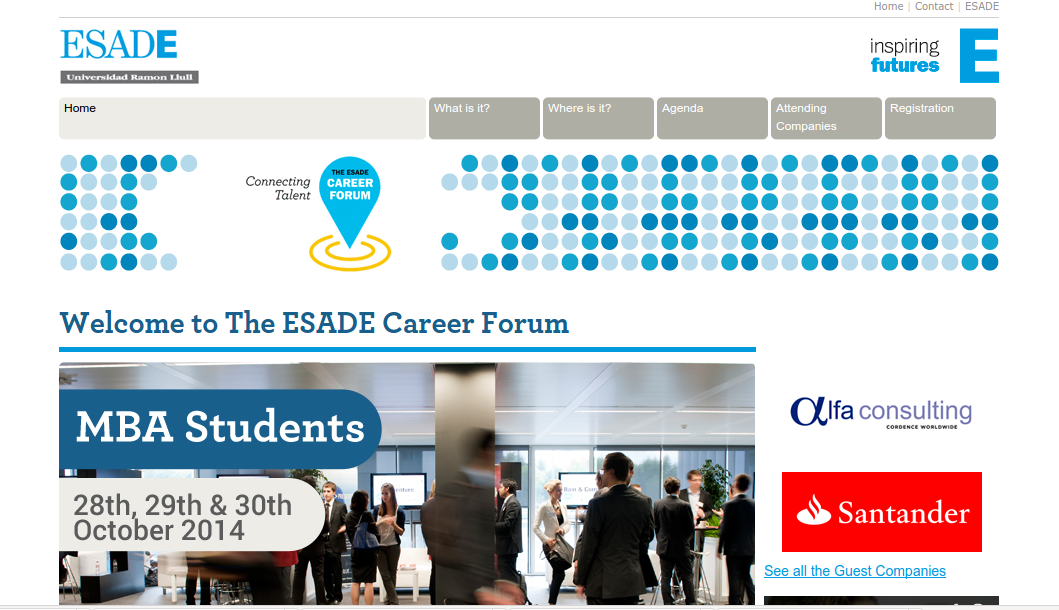 Home | Contact | ESADE
ESADE
Universidad Ramon Llull
inspiring
futures
E
Home
What is it?
Where is it?
Agenda
Attending
Companies
Registration
Connecting
Talent
THE ESADE
CAREER
FORUM
Welcome to The ESADE Career Forum
MBA Students
28th, 29th & 30th
October 2014
αlfa consulting
CORDENCE WORLDWIDE
Santander
See all the Guest Companies